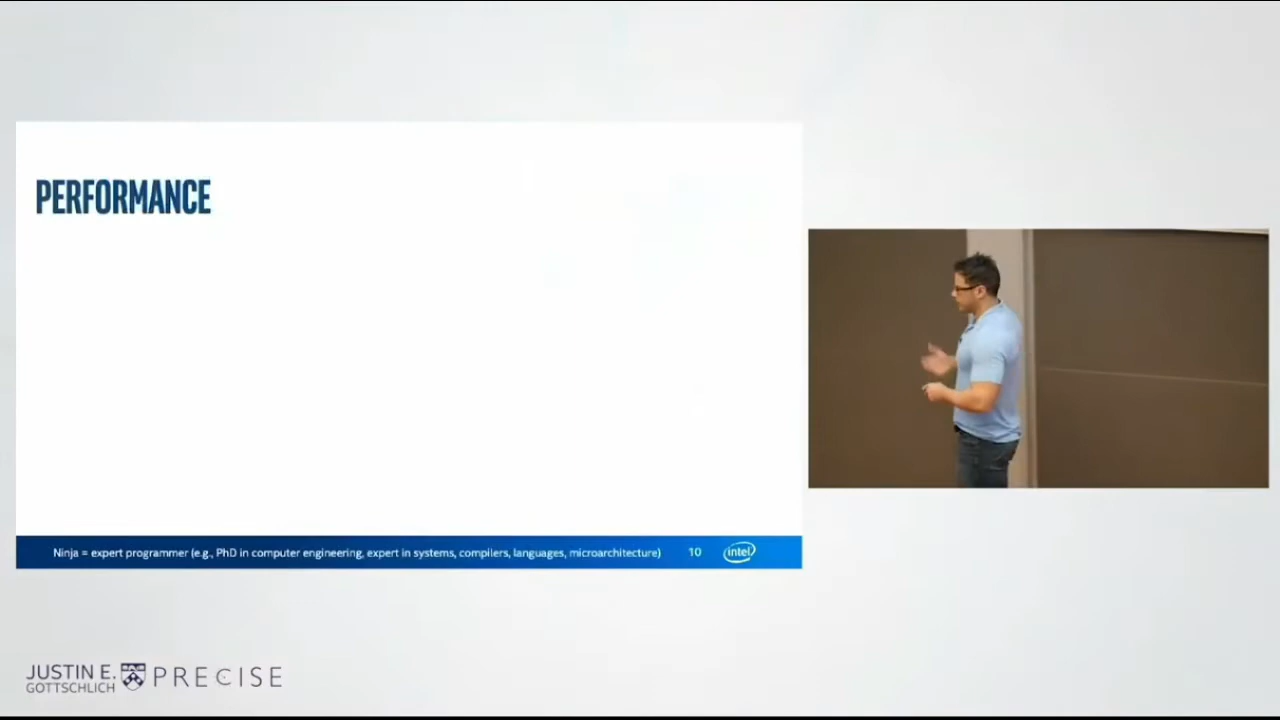 PERFORMANCE
Ninja = expert programmer (e.g., PhD in computer engineering, expert in systems, compilers, languages, microarchitecture)
10
intel
JUSTIN E.
GOTTSCHLICH
PRECISE